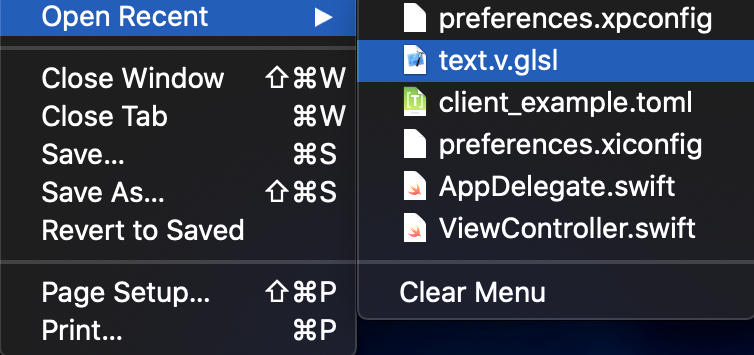 Open Recent ▶
Close Window ⇧⌘W
Close Tab ⌘W
Save... ⌘S
Save As... ⇧⌘S
Revert to Saved
Page Setup... ⇧⌘P
Print... ⌘P
preferences.xpconfig
text.v.glsl
client_example.toml
preferences.xiconfig
AppDelegate.swift
ViewController.swift
Clear Menu